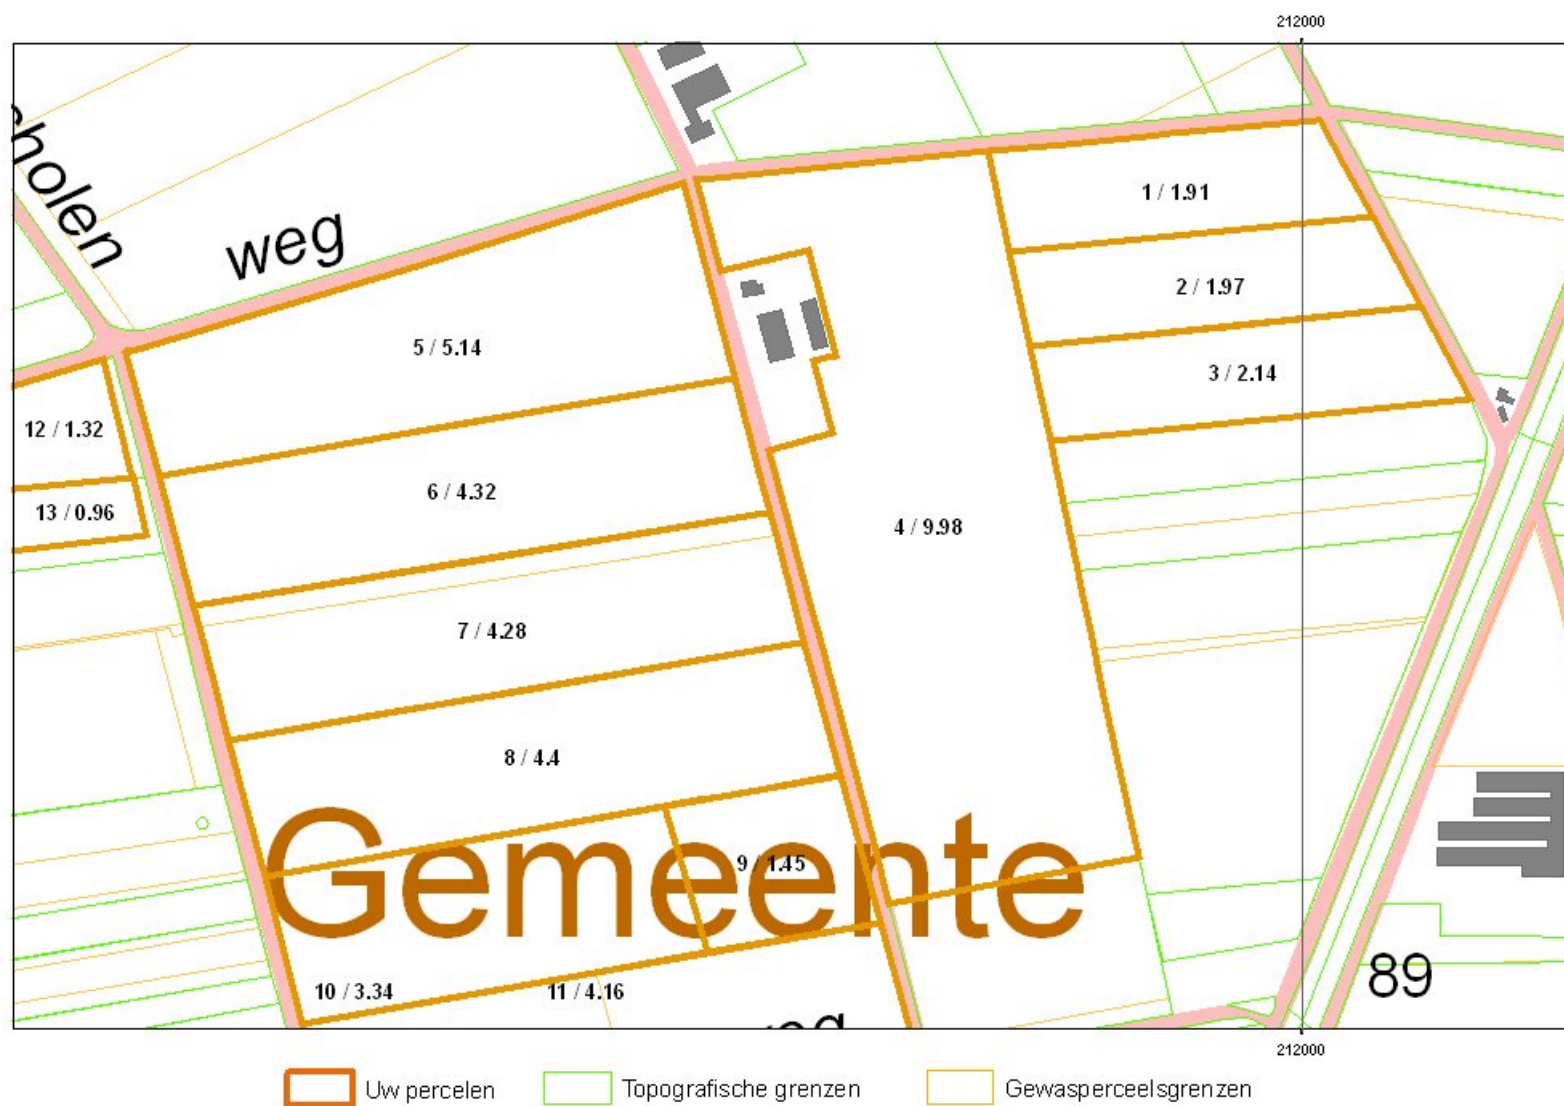 212000
cholen
weg
1 / 1.91
2 / 1.97
5 / 5.14
3 / 2.14
12 / 1.32
6 / 4.32
13 / 0.96
4 / 9.98
7 / 4.28
8 / 4.4
Gemeente
9 / 1.45
10 / 3.34
11 / 4.16
89
weg
212000
Uw percelen
Topografische grenzen
Gewasperceelsgrenzen